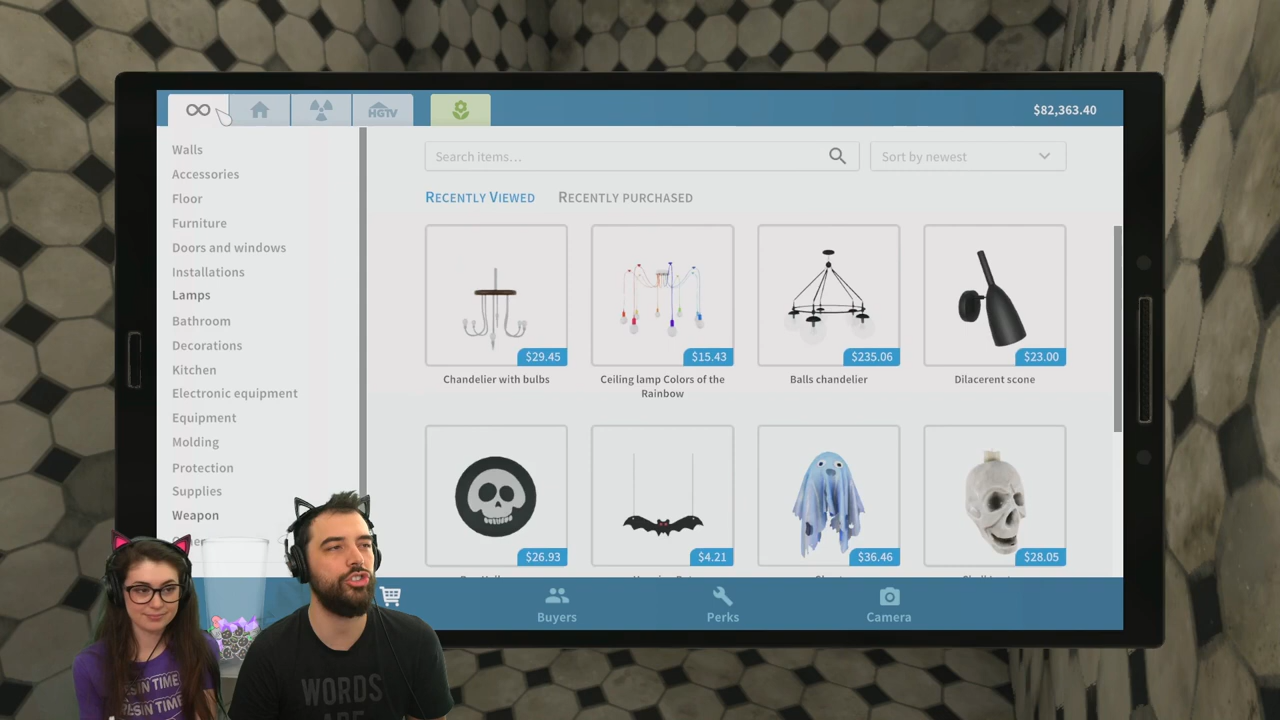 ∞
HGTV
$82,363.40
Walls
Accessories
Floor
Furniture
Doors and windows
Installations
Lamps
Bathroom
Decorations
Kitchen
Electronic equipment
Equipment
Molding
Protection
Supplies
Weapon
Search items...
Sort by newest
Recently Viewed
Recently purchased
$29.45
$15.43
$235.06
$23.00
Chandelier with bulbs
Ceiling lamp Colors of the
Rainbow
Balls chandelier
Dilacerent scone
$26.93
$4.21
$36.46
$28.05
Buyers
Perks
Camera
WORDS
ARE